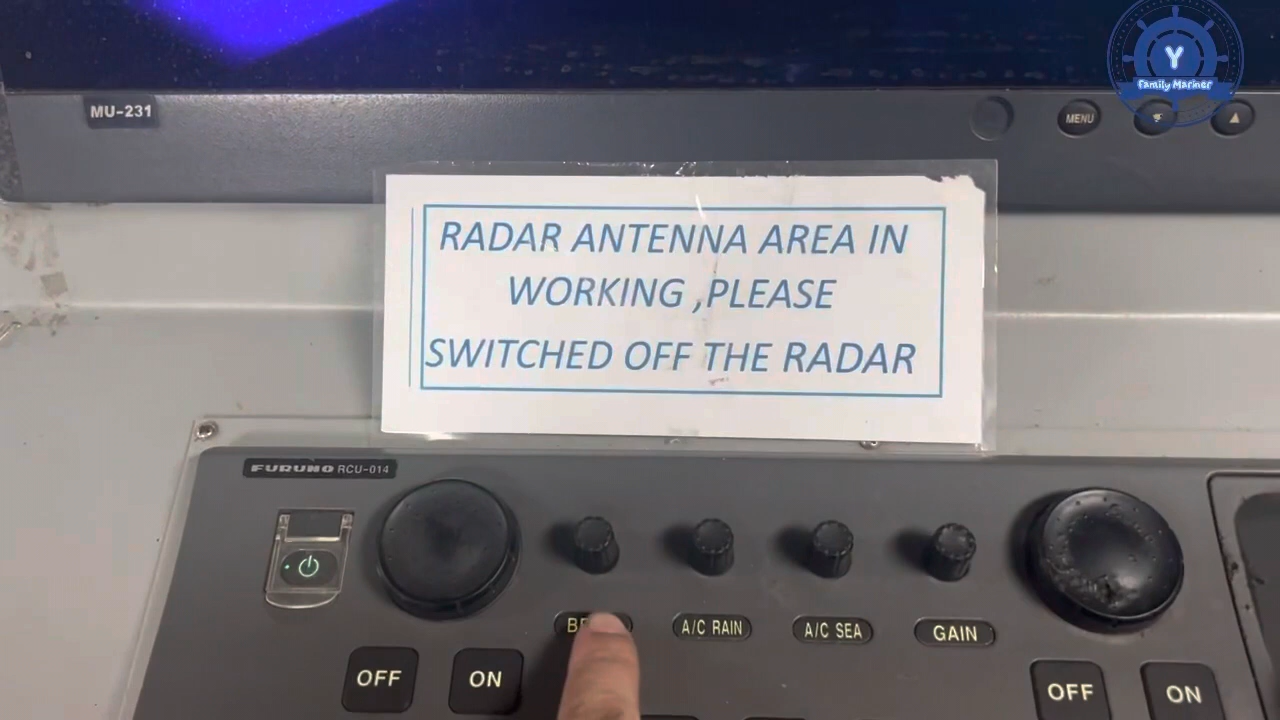 Y
Family Mariner
MU-231
MENU
RADAR ANTENNA AREA IN
WORKING ,PLEASE
SWITCHED OFF THE RADAR
FURUNO RCU-014
A/C RAIN
A/C SEA
GAIN
OFF
ON
OFF
ON